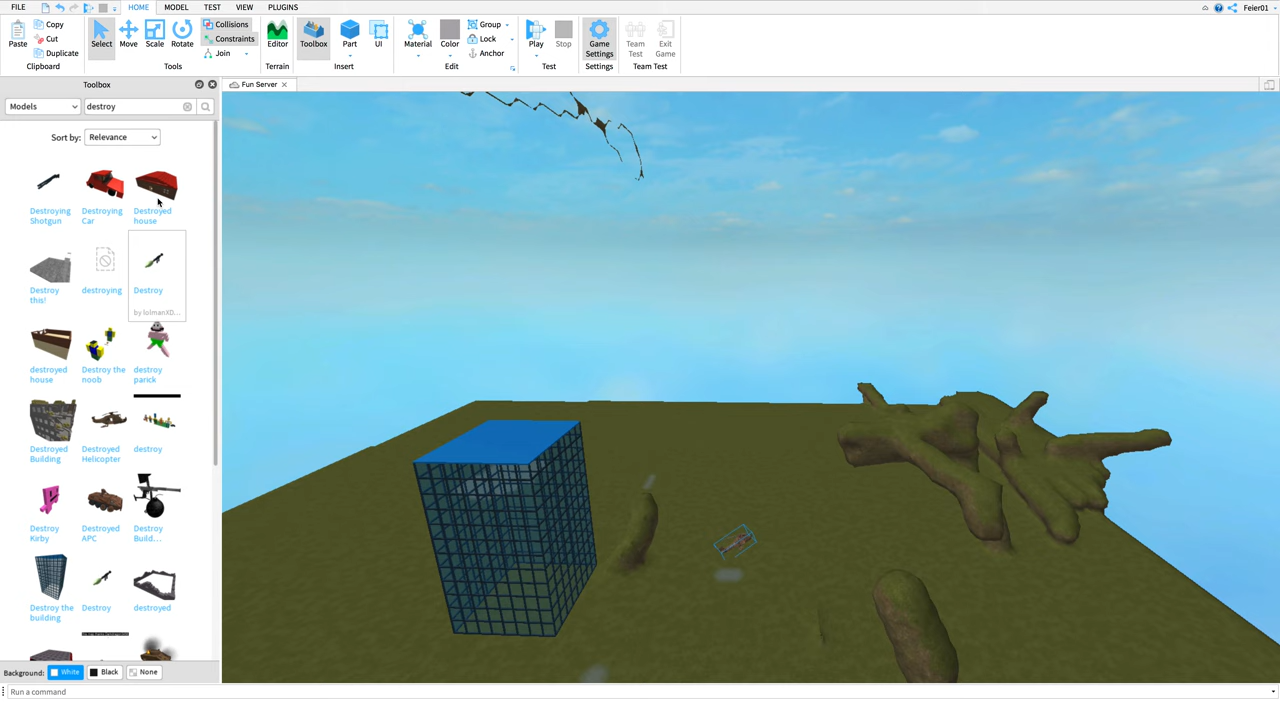 FILE HOME MODEL TEST VIEW PLUGINS Feier01
Paste Copy Cut Duplicate Select Move Scale Rotate Collisions Constraints Join Editor Toolbox Part UI Material Color Group Lock Anchor Play Stop Game Settings Team Test Exit Game
Clipboard Tools Terrain Insert Edit Test Settings Team Test
Toolbox
Fun Server
Models destroy
Sort by: Relevance
Destroying Shotgun
Destroying Car
Destroyed house
Destroy this!
destroying
Destroy
by lolmanXD...
destroyed house
Destroy the noob
destroy parick
Destroyed Building
Destroyed Helicopter
destroy
Destroy Kirby
Destroyed APC
Destroy Build...
Destroy the building
Destroy
destroyed
Background: White Black None
Run a command